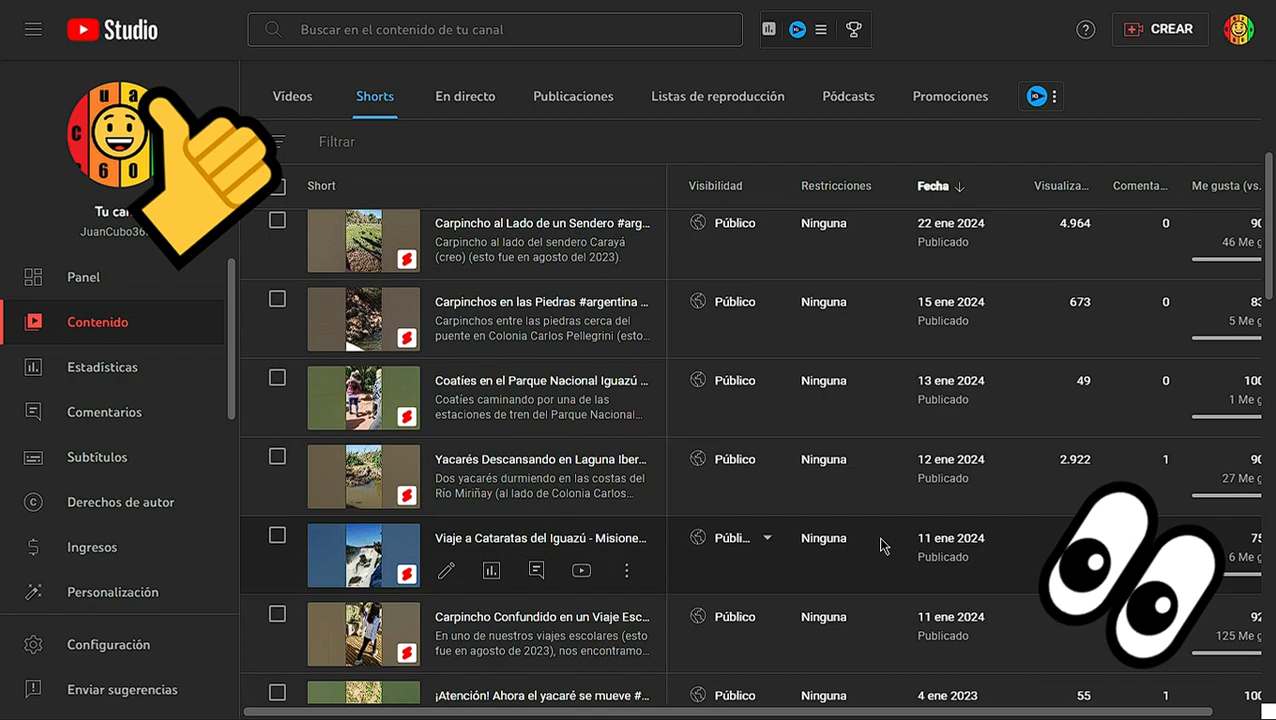 Studio
Buscar en el contenido de tu canal
CREAR
Vídeos
Shorts
En directo
Publicaciones
Listas de reproducción
Pódcasts
Promociones
Filtrar
Short
Visibilidad
Restricciones
Fecha
Visualiza...
Comenta...
Me gusta (vs.
u a
C
6 0
Tu can
JuanCubo36
Panel
Contenido
Estadísticas
Comentarios
Subtítulos
Derechos de autor
Ingresos
Personalización
Configuración
Enviar sugerencias
Carpincho al Lado de un Sendero #arg...
Carpincho al lado del sendero Carayá
(creo) (esto fue en agosto del 2023).
Público
Ninguna
22 ene 2024
Publicado
4.964
0
90
46 Me g
Carpinchos en las Piedras #argentina ...
Carpinchos entre las piedras cerca del
puente en Colonia Carlos Pellegrini (esto...
Público
Ninguna
15 ene 2024
Publicado
673
0
83
5 Me g
Coatíes en el Parque Nacional Iguazú ...
Coatíes caminando por una de las
estaciones de tren del Parque Nacional...
Público
Ninguna
13 ene 2024
Publicado
49
0
100
1 Me g
Yacarés Descansando en Laguna Iber...
Dos yacarés durmiendo en las costas del
Río Miriñay (al lado de Colonia Carlos...
Público
Ninguna
12 ene 2024
Publicado
2.922
1
90
27 Me g
Viaje a Cataratas del Iguazú - Misione...
Públi...
Ninguna
11 ene 2024
Publicado
75
6 Me g
Carpincho Confundido en un Viaje Esc...
En uno de nuestros viajes escolares (esto
fue en agosto de 2023), nos encontramo...
Público
Ninguna
11 ene 2024
Publicado
92
125 Me g
¡Atención! Ahora el yacaré se mueve #...
Público
Ninguna
4 ene 2023
55
1
100